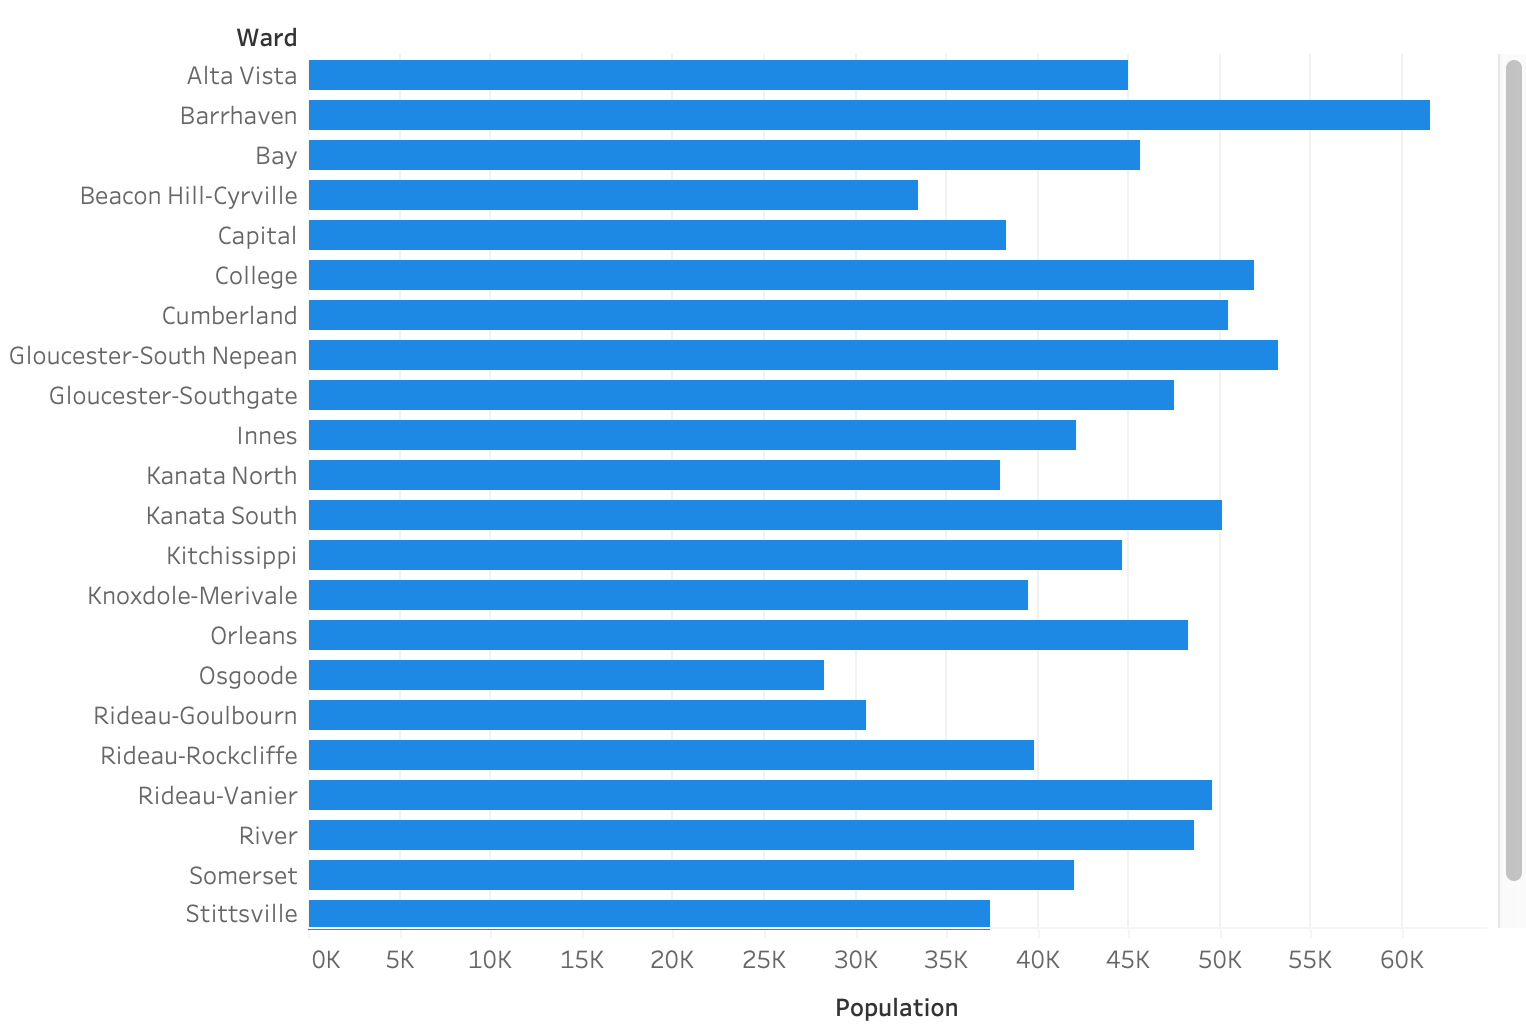 Ward
Alta Vista
Barrhaven
Bay
Beacon Hill-Cyrville
Capital
College
Cumberland
Gloucester-South Nepean
Gloucester-Southgate
Innes
Kanata North
Kanata South
Kitchissippi
Knoxdole-Merivale
Orleans
Osgoode
Rideau-Goulbourn
Rideau-Rockcliffe
Rideau-Vanier
River
Somerset
Stittsville
0K 5K 10K 15K 20K 25K 30K 35K 40K 45K 50K 55K 60K
Population